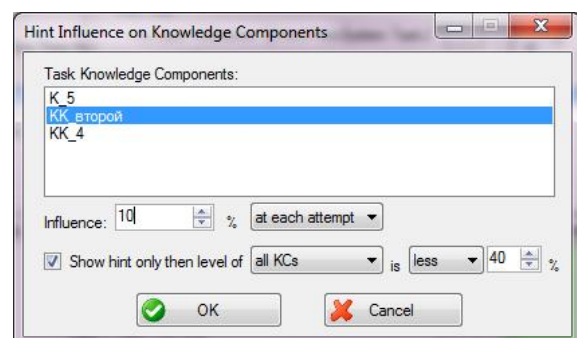 Hint Influence on Knowledge Components
Task Knowledge Components:
K_5
KK_второй
KK_4
Influence: 10 % at each attempt
Show hint only then level of all KCs is less 40 %
OK Cancel